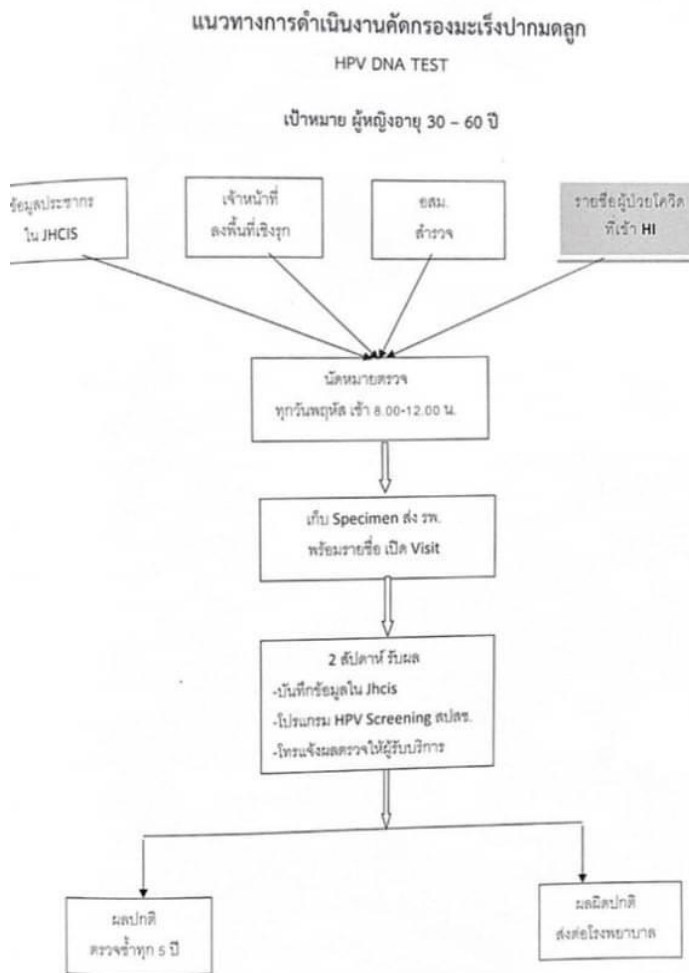 แนวทางการดำเนินงานคัดกรองมะเร็งปากมดลูก
HPV DNA TEST
เป้าหมาย ผู้หญิงอายุ 30 – 60 ปี
ข้อมูลประชากร
ใน JHCIS
เจ้าหน้าที่
ลงพื้นที่เชิงรุก
อสม.
สำรวจ
รายชื่อผู้ป่วยโควิด
ที่เข้า HI
นัดหมายตรวจ
ทุกวันพฤหัส เช้า 8.00-12.00 น.
เก็บ Specimen ส่ง รพ.
พร้อมรายชื่อ เปิด Visit
2 สัปดาห์ รับผล
-บันทึกข้อมูลใน Jhcis
-โปรแกรม HPV Screening สปสช.
-โทรแจ้งผลตรวจให้ผู้รับบริการ
ผลปกติ
ตรวจซ้ำทุก 5 ปี
ผลผิดปกติ
ส่งต่อโรงพยาบาล